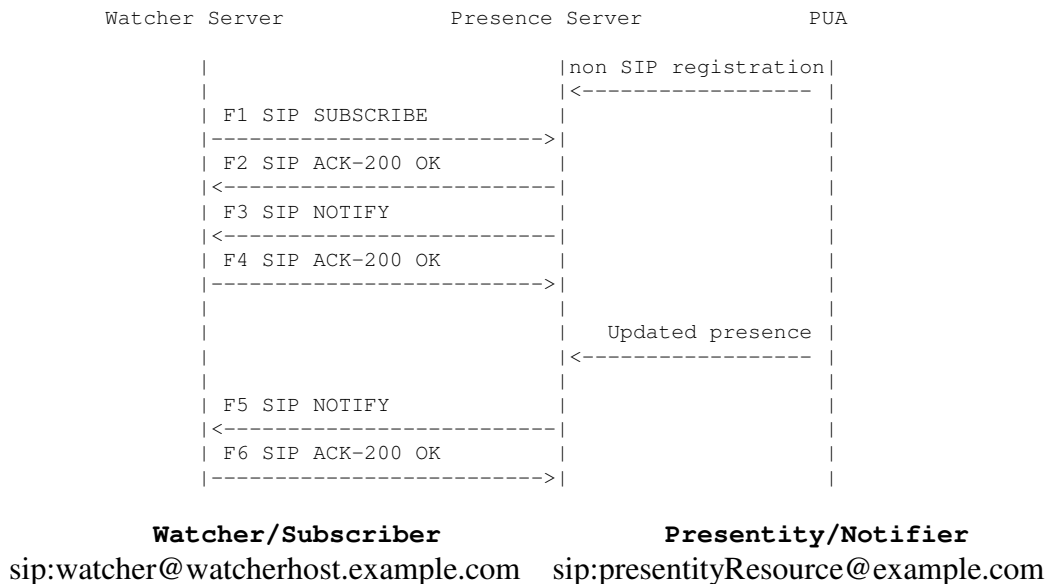 Watcher Server Presence Server PUA
non SIP registration
F1 SIP SUBSCRIBE
F2 SIP ACK-200 OK
F3 SIP NOTIFY
F4 SIP ACK-200 OK
Updated presence
F5 SIP NOTIFY
F6 SIP ACK-200 OK
Watcher/Subscriber Presentity/Notifier
sip:watcher@watcherhost.example.com sip:presentityResource@example.com